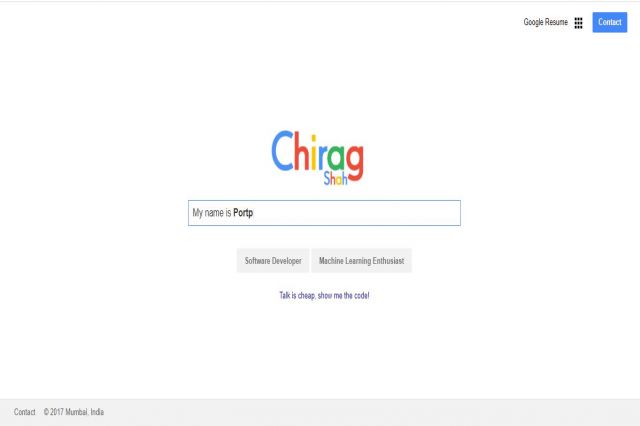 Google Resume Contact
Chirag
Shah
My name is Portp
Software Developer Machine Learning Enthusiast
Talk is cheap, show me the code!
Contact © 2017 Mumbai, India